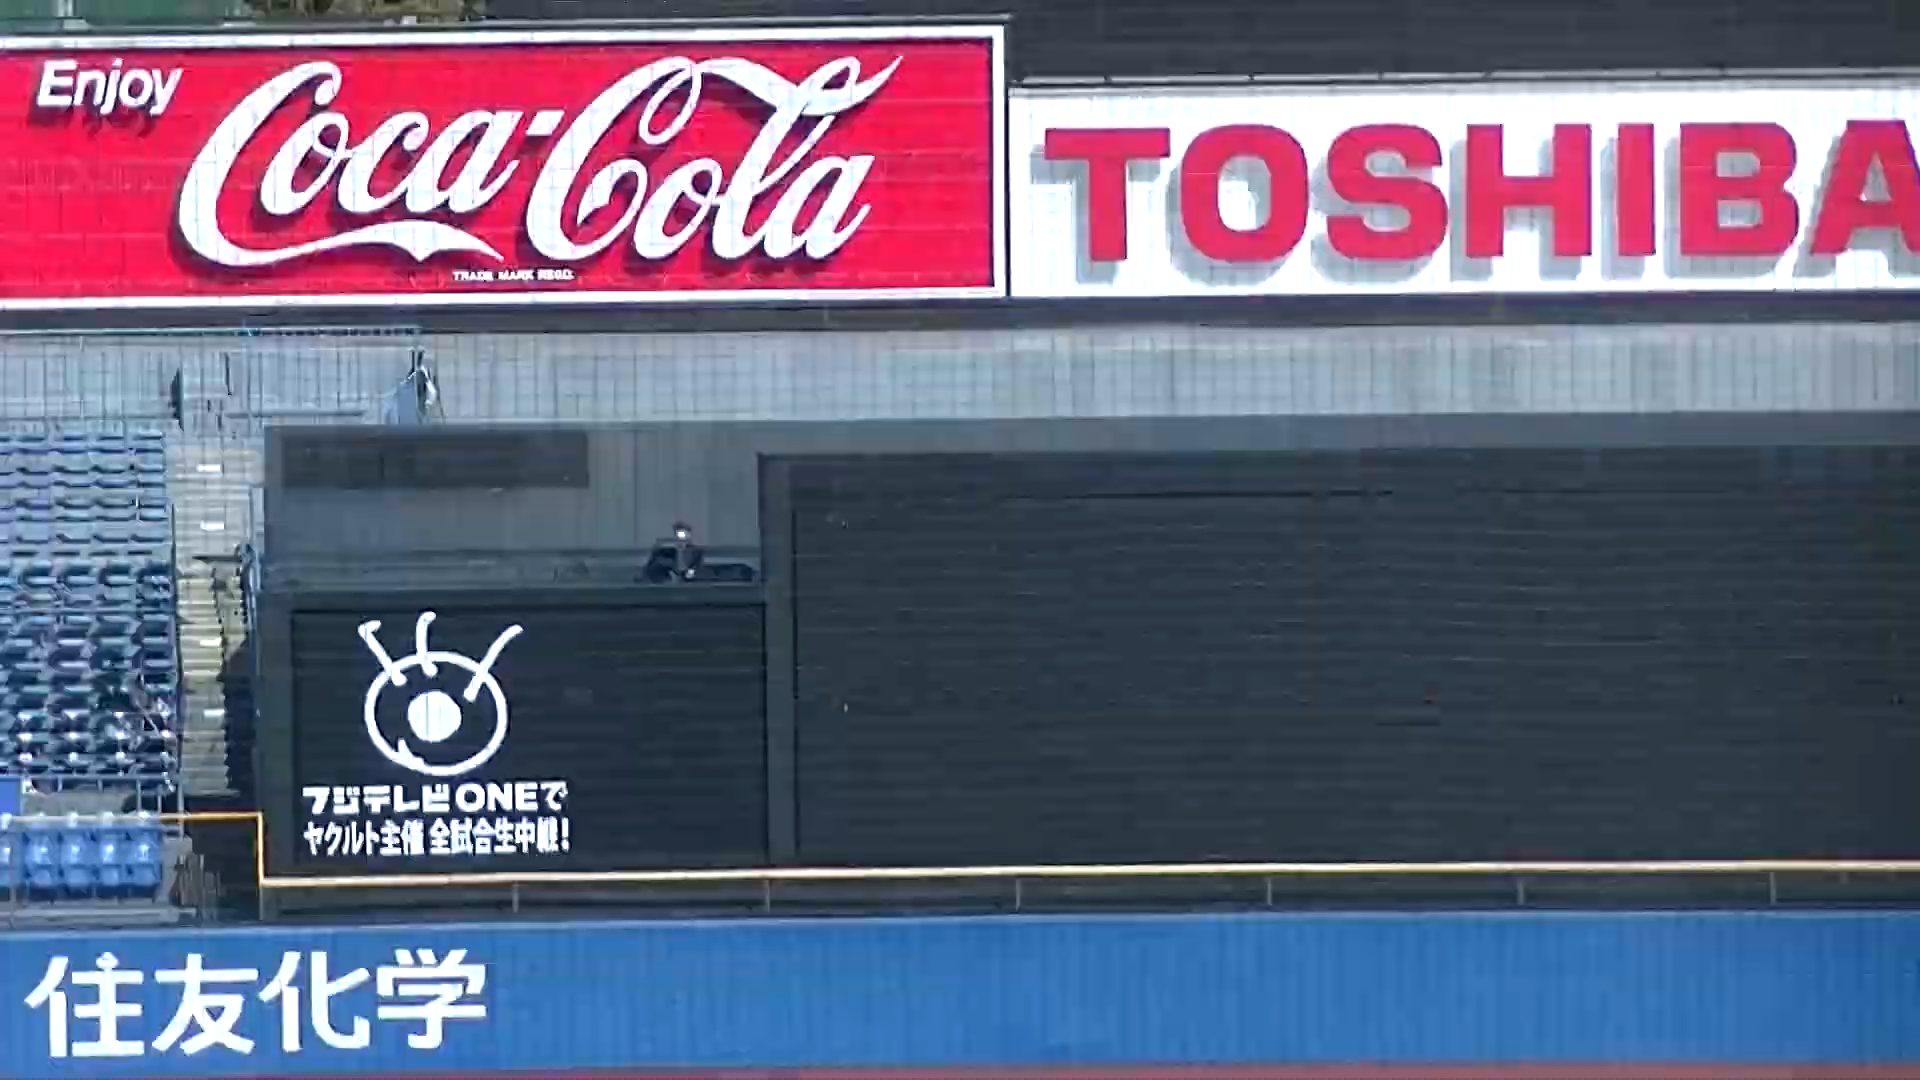 Enjoy
Coca-Cola
TRADE MARK REGD.
TOSHIBA
フジテレビONEで
ヤクルト主催 全試合生中継!
住友化学